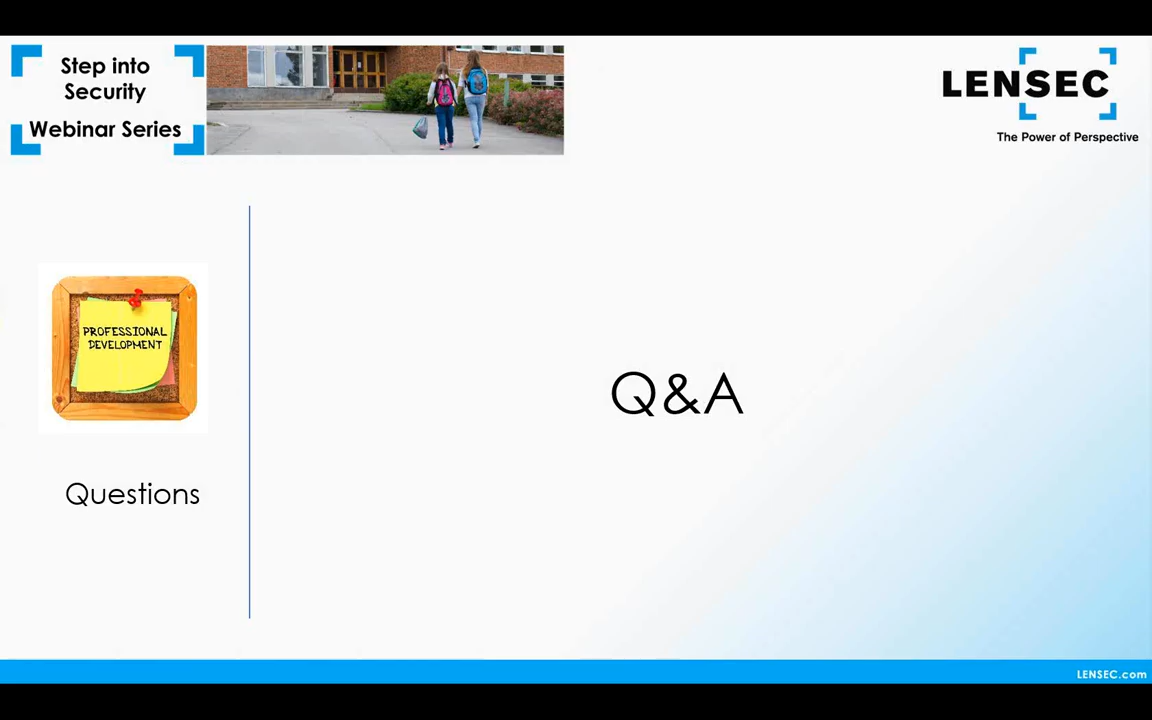 Step into
Security
Webinar Series
LENSEC
The Power of Perspective
PROFESSIONAL
DEVELOPMENT
Questions
Q&A
LENSEC.com